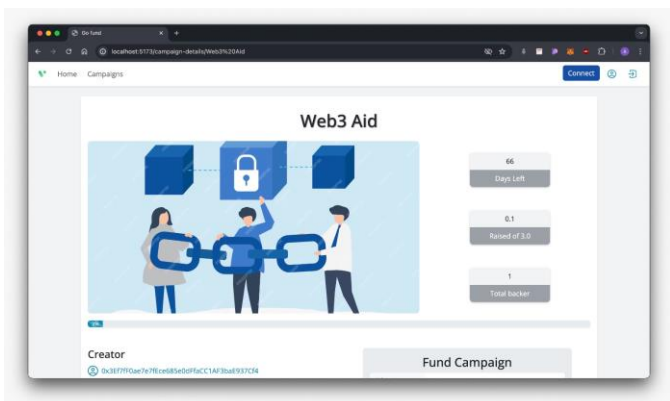 Go fund
localhost:5173/campaign-details/Web3%20Aid
Home Campaigns
Connect
Web3 Aid
66
Days Left
0.1
Raised of 3.0
1
Total backer
Creator
Fund Campaign